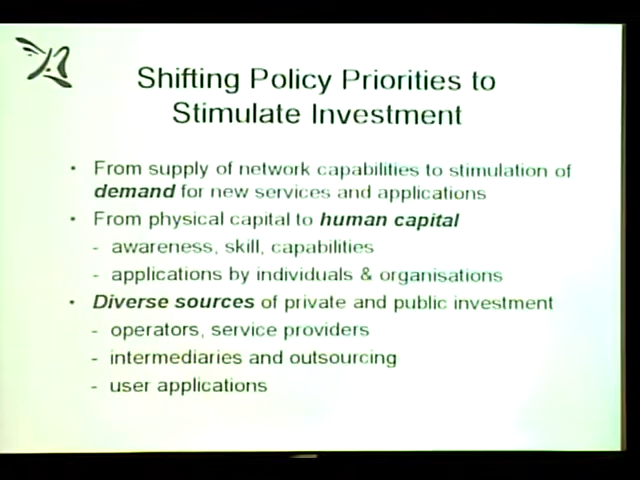 Shifting Policy Priorities to
Stimulate Investment
• From supply of network capabilities to stimulation of
demand for new services and applications
• From physical capital to human capital
- awareness, skill, capabilities
- applications by individuals & organisations
• Diverse sources of private and public investment
- operators, service providers
- intermediaries and outsourcing
- user applications